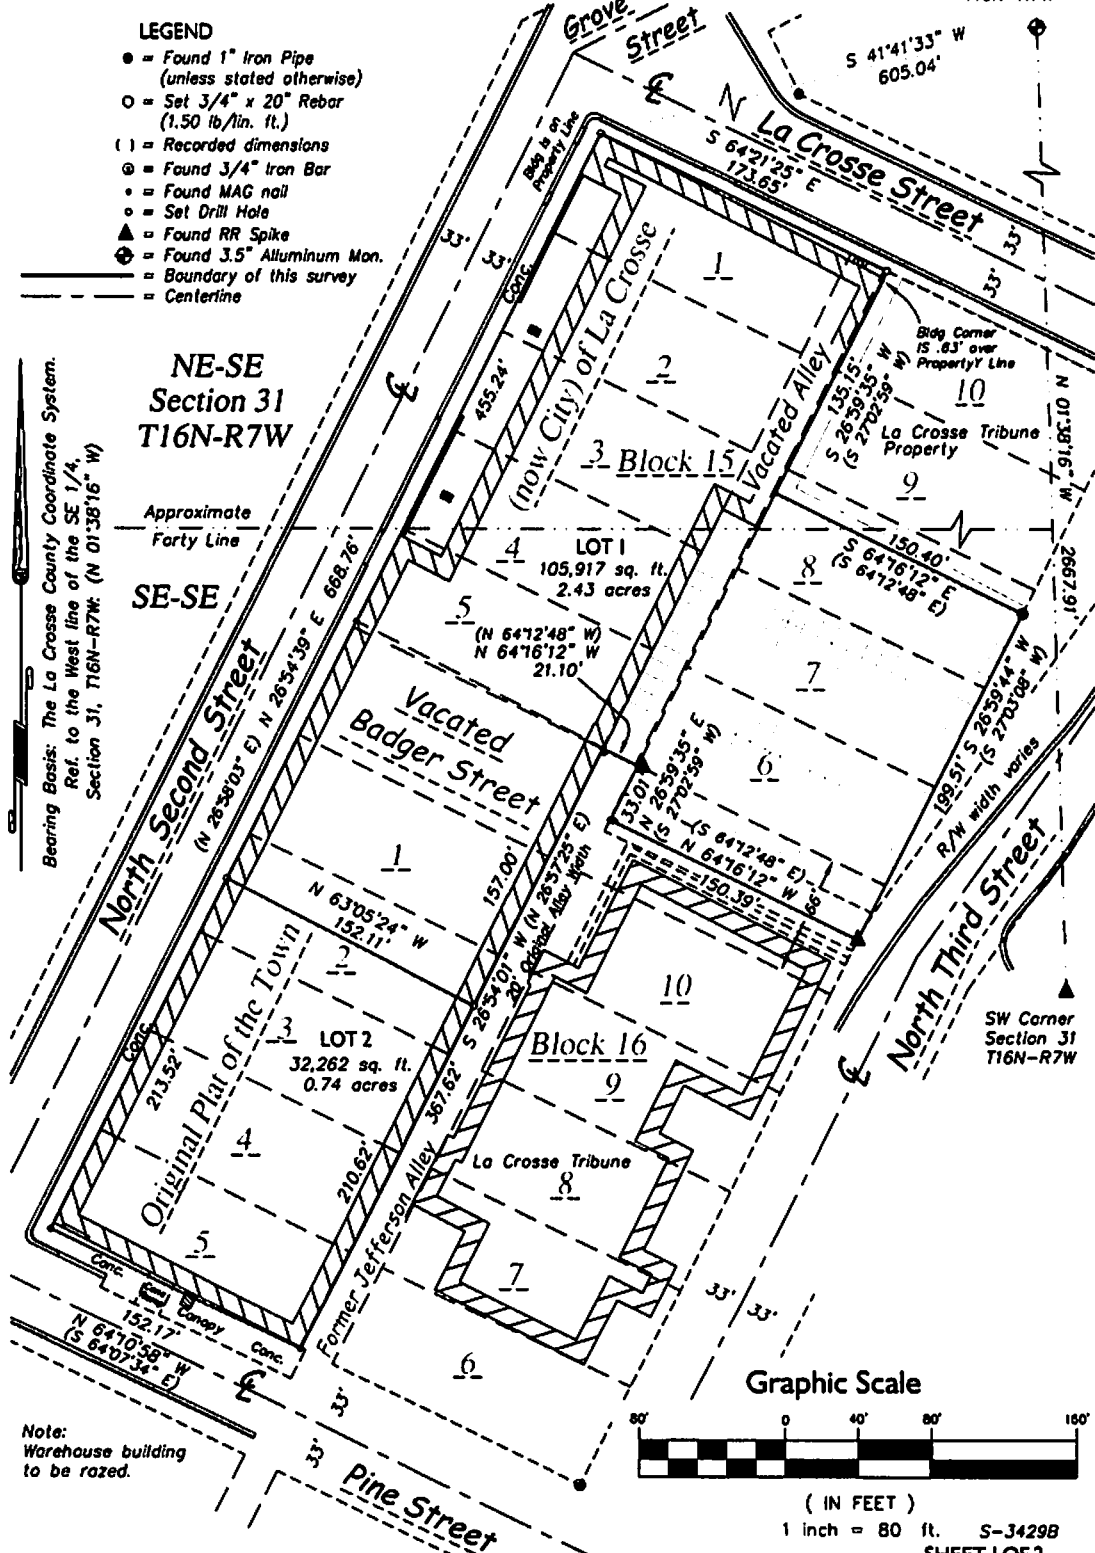 LEGEND
● = Found 1" Iron Pipe
(unless stated otherwise)
O = Set 3/4" x 20" Rebar
(1.50 lb/lin. ft.)
( ) = Recorded dimensions
= Found 3/4" Iron Bar
• = Found MAG nail
o = Set Drill Hole
▲ = Found RR Spike
= Found 3.5" Alluminum Mon.
= Boundary of this survey
= Centerline
Grove
Street
S 41°41'33" W
605.04'
N La Crosse Street
S 64°21'25" E
173.65'
Bldg is on
Property Line
33'
33'
33'
33'
Conc.
NE-SE
Section 31
T16N-R7W
Approximate
Forty Line
SE-SE
Bearing Basis: The La Crosse County Coordinate System.
Ref. to the West line of the SE 1/4,
Section 31, T16N-R7W: (N 01°38'16" W)
455.24'
(now City) of La Crosse
1
2
3
Block 15
Vacated Alley
135.15'
S 26°59'35" W
(S 27°02'59" W)
Bldg Corner
IS .63' over
PropertyY Line
10
La Crosse Tribune
Property
9
N 01°38'16" W
2667.91'
4
LOT 1
105,917 sq. ft.
2.43 acres
5
(N 64°12'48" W)
N 64°16'12" W
21.10'
8
150.40'
S 64°16'12" E
(S 64°12'48" E)
7
6
199.51' S 26°59'44" W
(S 27°03'08" W)
R/W width varies
North Second Street
(N 26°58'03" E) N 26°54'39" E 668.76'
Vacated
Badger Street
33.01'
N 26°59'35" E
(S 27°02'59" W)
(S 64°12'48" E)
N 64°16'12" W
150.39'
66'
North Third Street
1
157.00'
N 63°05'24" W
152.11'
2
S 26°54'01" W (N 26°57'25" E)
20' Original Alley Width
367.62'
Original Plat of the Town
3
LOT 2
32,262 sq. ft.
0.74 acres
4
5
Conc.
213.52'
210.62'
Former Jefferson Alley
10
Block 16
9
La Crosse Tribune
8
7
6
SW Corner
Section 31
T16N-R7W
Conc.
Canopy
Conc.
152.17'
N 64°10'58" W
(S 64°07'34" E)
33'
33'
33'
33'
Pine Street
Note:
Warehouse building
to be razed.
Graphic Scale
80'
0
40'
80'
160'
( IN FEET )
1 inch = 80 ft.
S-3429B
SHEET 1 OF 2